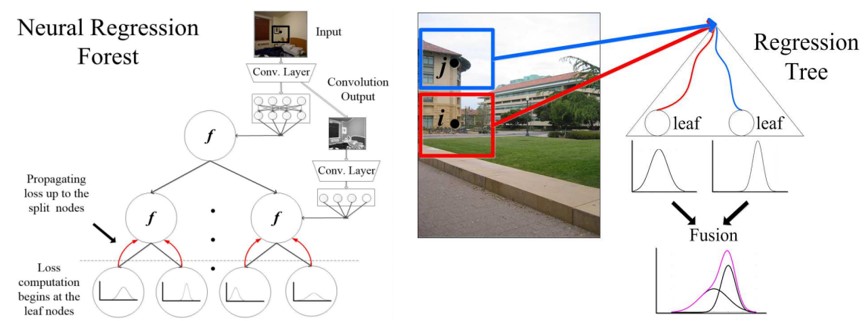 Neural Regression
Forest
Input
Conv. Layer
Convolution
Output
f
Conv. Layer
Propagating
loss up to the
split nodes
f
f
Loss
computation
begins at the
leaf nodes
j
i
Regression
Tree
leaf
leaf
Fusion